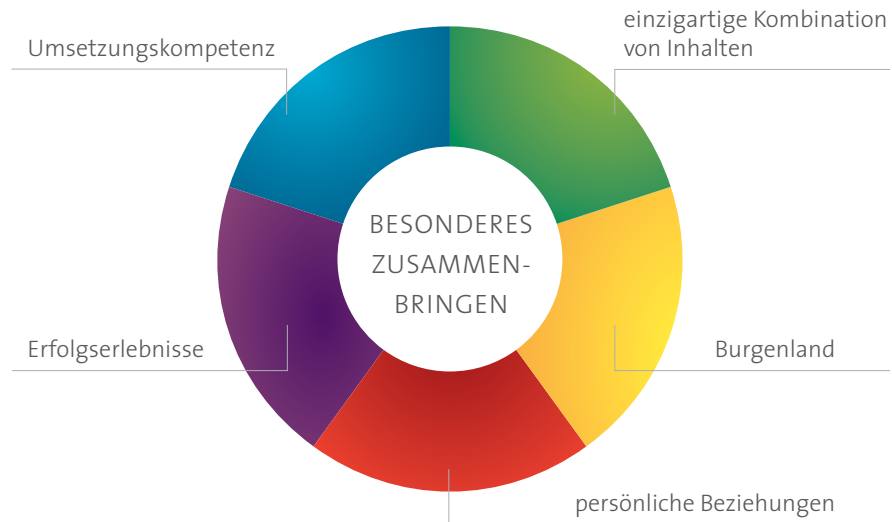 Umsetzungskompetenz
einzigartige Kombination
von Inhalten
BESONDERES
ZUSAMMEN-
BRINGEN
Erfolgserlebnisse
Burgenland
persönliche Beziehungen